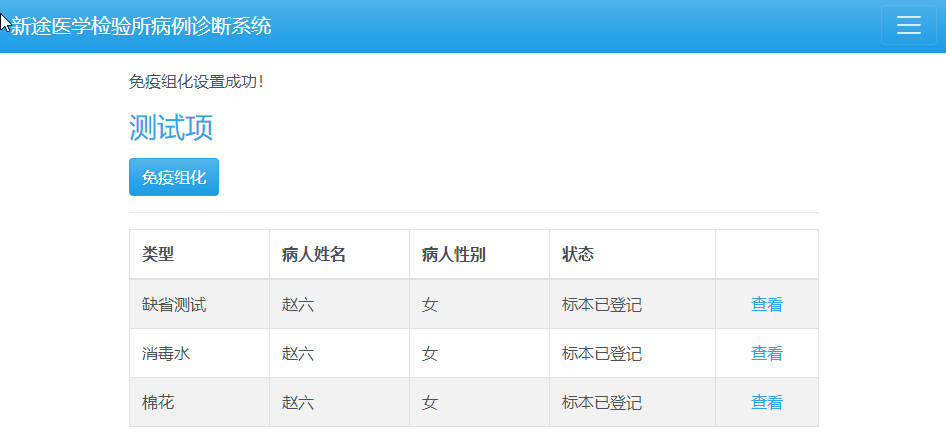 新途医学检验所病例诊断系统
免疫组化设置成功！
测试项
免疫组化
类型 病人姓名 病人性别 状态
缺省测试 赵六 女 标本已登记 查看
消毒水 赵六 女 标本已登记 查看
棉花 赵六 女 标本已登记 查看